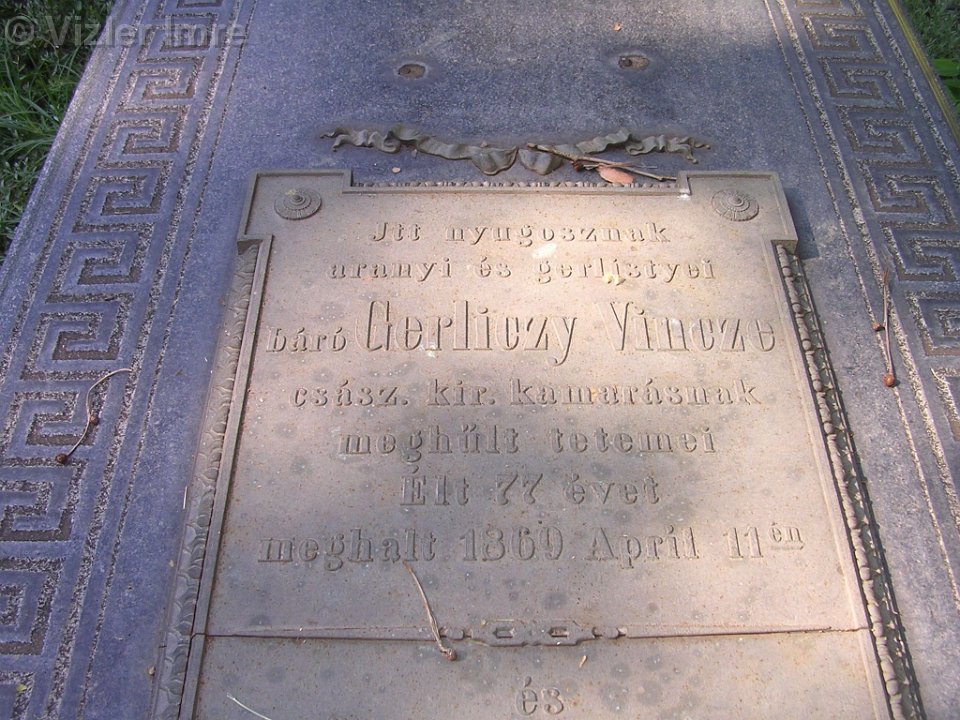 © Vizler Imre
Itt nyugosznak
aranyi és gerlistyei
báró Gerliczy Vincze
csász. kir. kamarásnak
meghült tetemei
Élt 77 évet
meghalt 1869 April 11én
és